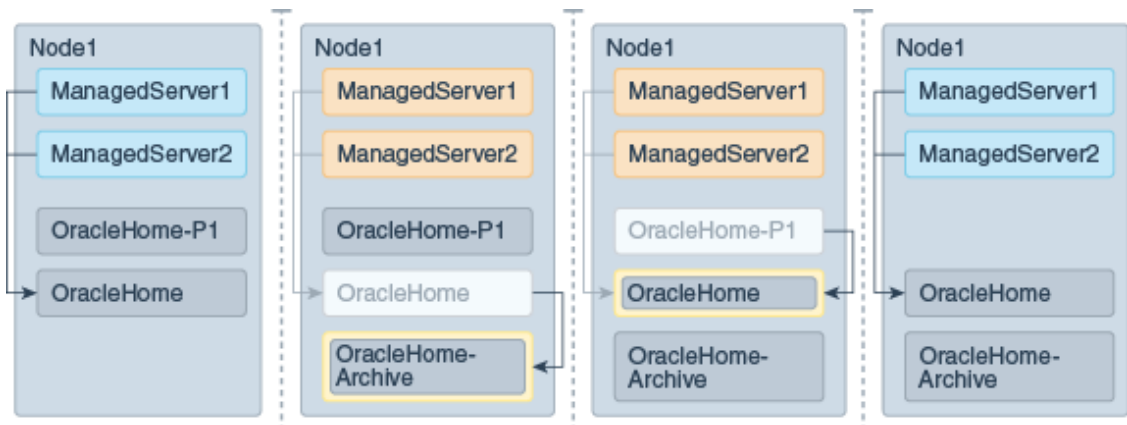 Node1
ManagedServer1
ManagedServer2
OracleHome-P1
OracleHome
Node1
ManagedServer1
ManagedServer2
OracleHome-P1
OracleHome
OracleHome-
Archive
Node1
ManagedServer1
ManagedServer2
OracleHome-P1
OracleHome
OracleHome-
Archive
Node1
ManagedServer1
ManagedServer2
OracleHome
OracleHome-
Archive